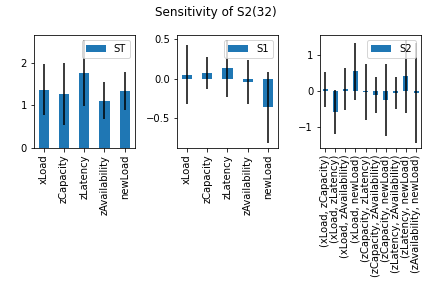 Sensitivity of S2(32)
ST
2
1
0
xLoad
zCapacity
zLatency
zAvailability
newLoad
S1
0.5
0.0
−0.5
xLoad
zCapacity
zLatency
zAvailability
newLoad
S2
1
0
−1
(xLoad, zCapacity)
(xLoad, zLatency)
(xLoad, zAvailability)
(xLoad, newLoad)
(zCapacity, zLatency)
(zCapacity, zAvailability)
(zCapacity, newLoad)
(zLatency, zAvailability)
(zLatency, newLoad)
(zAvailability, newLoad)